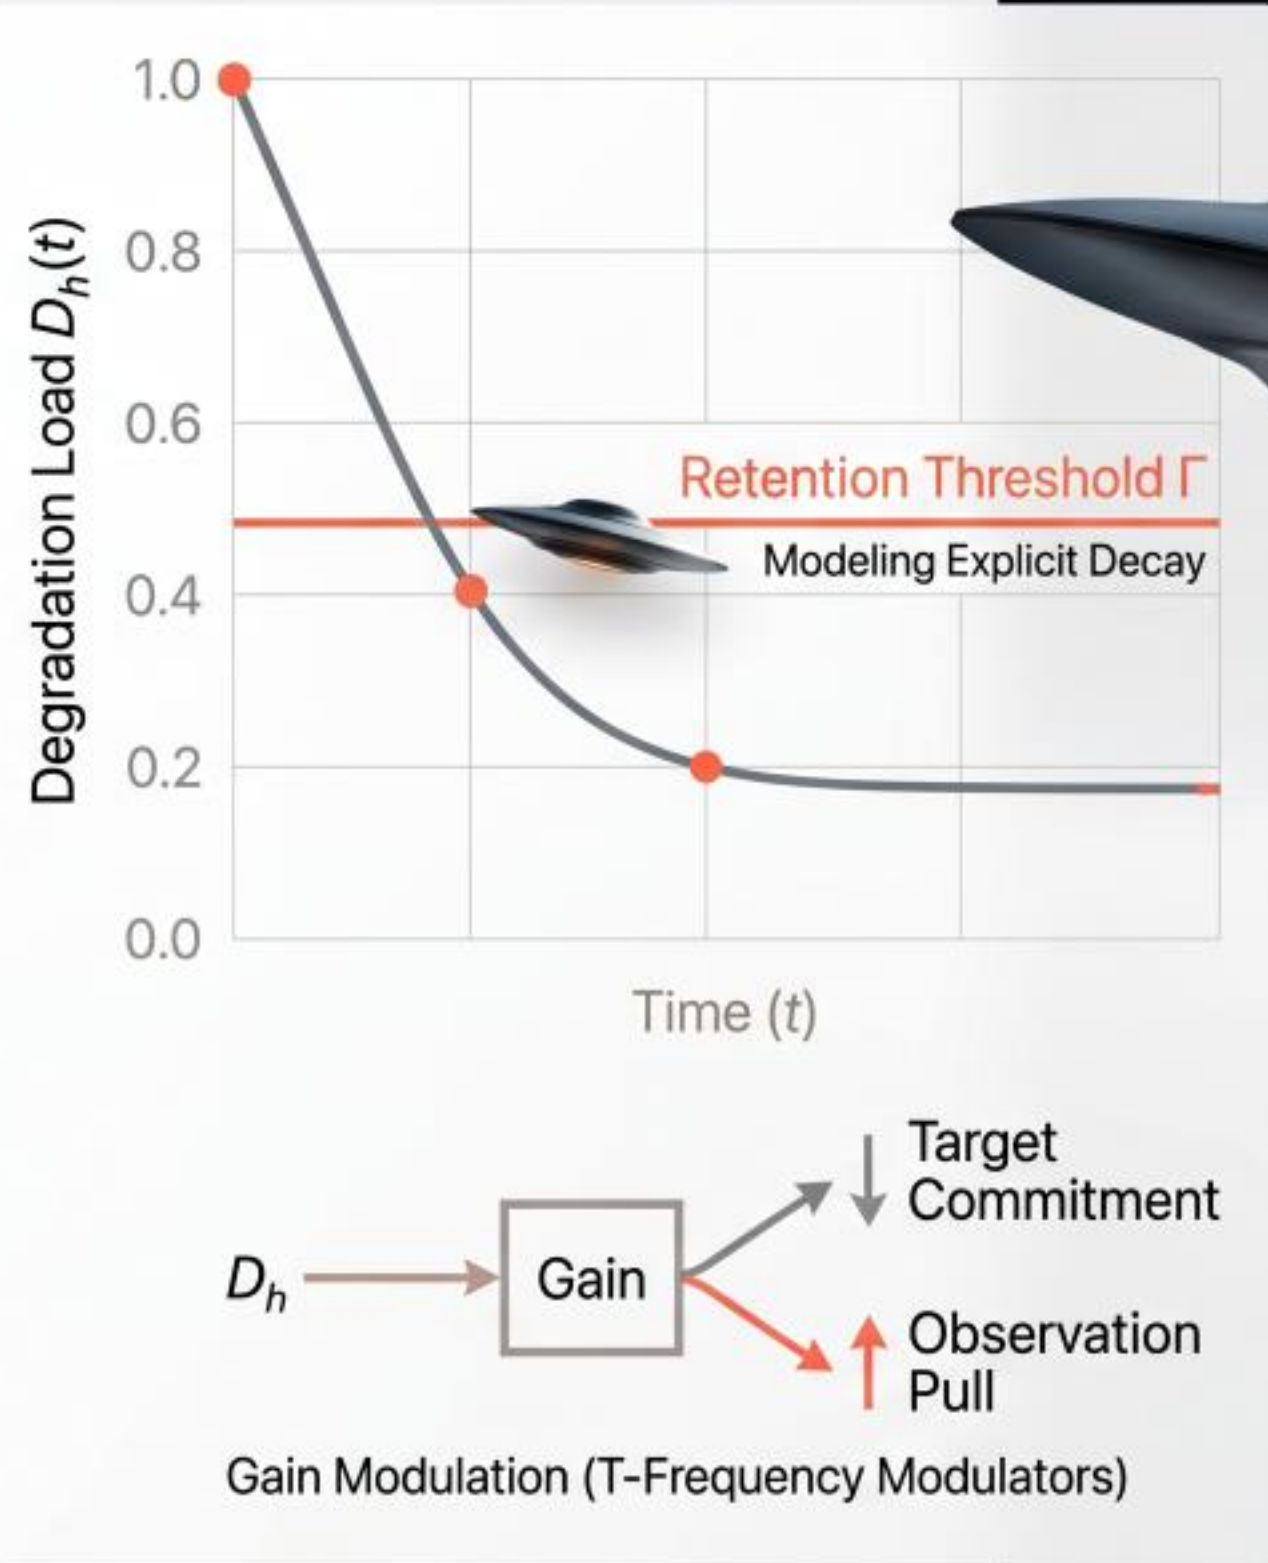 1.0
0.8
0.6
0.4
0.2
0.0
Degradation Load Dₕ(t)
Retention Threshold Γ
Modeling Explicit Decay
Time (t)
Target
Commitment
Dₕ
Gain
Observation
Pull
Gain Modulation (T-Frequency Modulators)